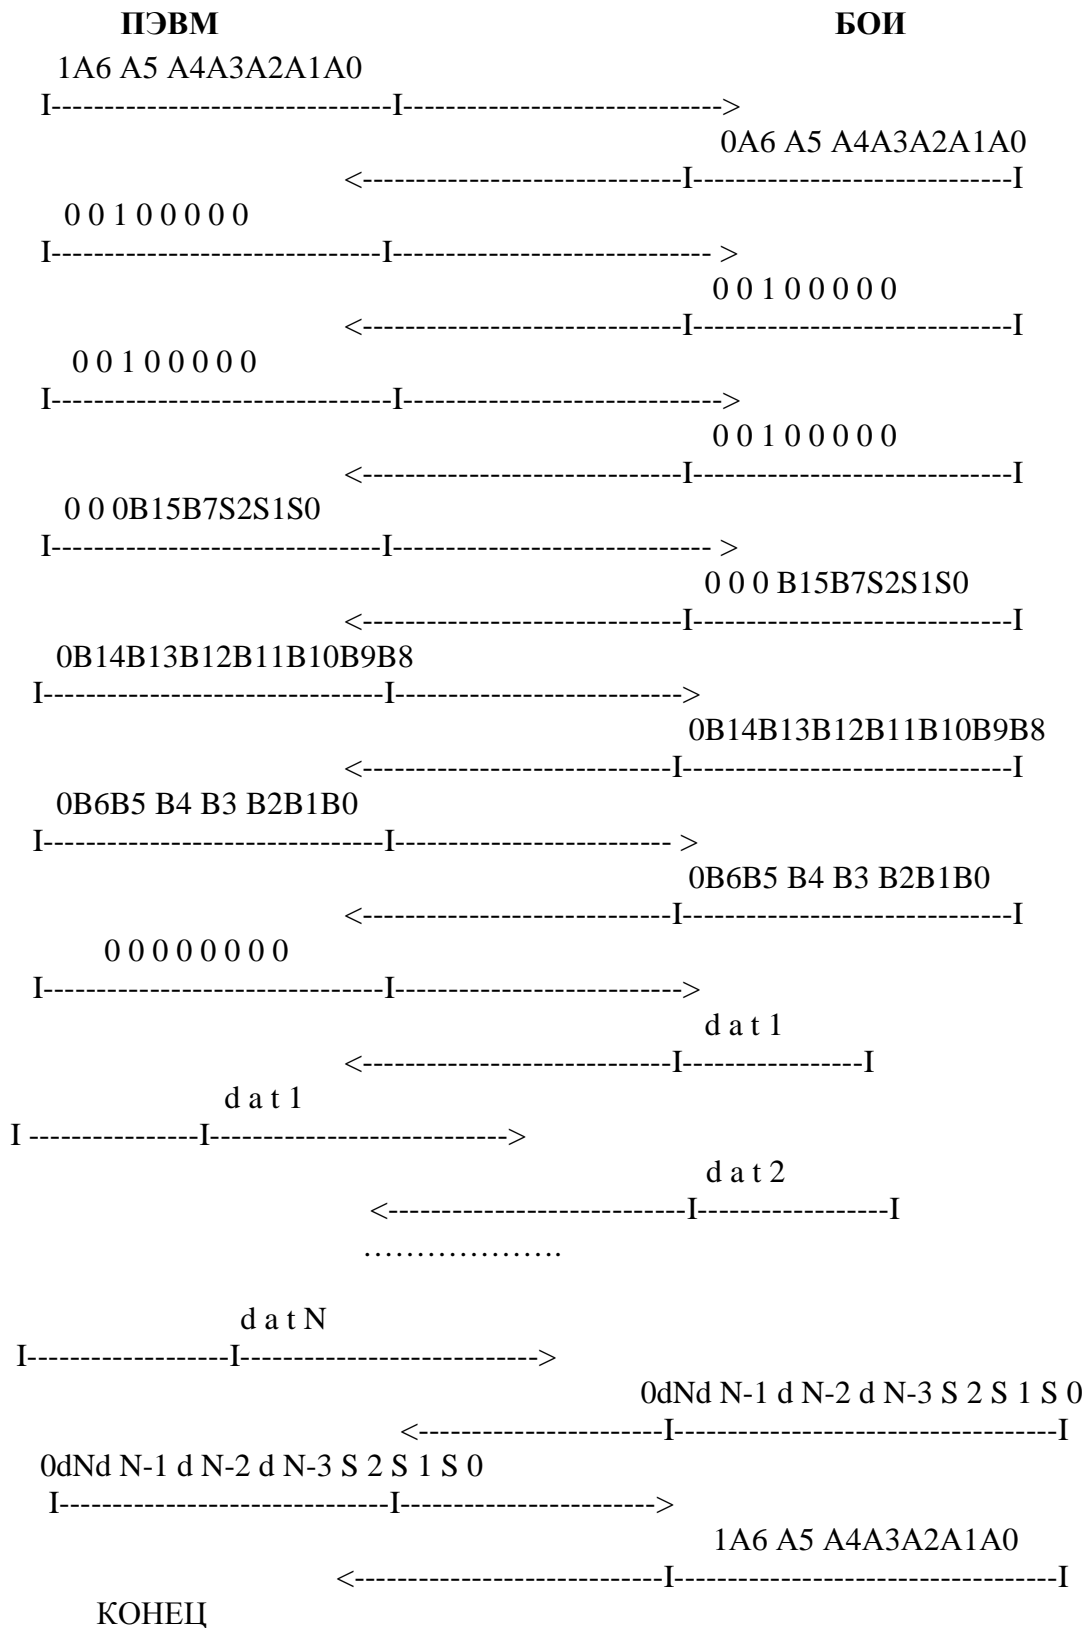 ПЭВМ БОИ
1A6 A5 A4A3A2A1A0
I--------------------------------I------------------------------>
0A6 A5 A4A3A2A1A0
<------------------------------I------------------------------I
0 0 1 0 0 0 0 0
I-------------------------------I------------------------------ >
0 0 1 0 0 0 0 0
<------------------------------I------------------------------I
0 0 1 0 0 0 0 0
I--------------------------------I------------------------------>
0 0 1 0 0 0 0 0
<------------------------------I------------------------------I
0 0 0B15B7S2S1S0
I-------------------------------I------------------------------ >
0 0 0 B15B7S2S1S0
<------------------------------I------------------------------I
0B14B13B12B11B10B9B8
I--------------------------------I--------------------------->
0B14B13B12B11B10B9B8
<-----------------------------I-------------------------------I
0B6B5 B4 B3 B2B1B0
I--------------------------------I-------------------------- >
0B6B5 B4 B3 B2B1B0
<-----------------------------I-------------------------------I
0 0 0 0 0 0 0 0
I--------------------------------I--------------------------->
d a t 1
<-----------------------------I-----------------I
d a t 1
I ----------------I---------------------------->
d a t 2
<----------------------------I------------------I
……………….
d a t N
I-------------------I---------------------------->
0dNd N-1 d N-2 d N-3 S 2 S 1 S 0
<-----------------------I------------------------------------I
0dNd N-1 d N-2 d N-3 S 2 S 1 S 0
I-------------------------------I------------------------>
1A6 A5 A4A3A2A1A0
<-----------------------------I------------------------------------I
КОНЕЦ